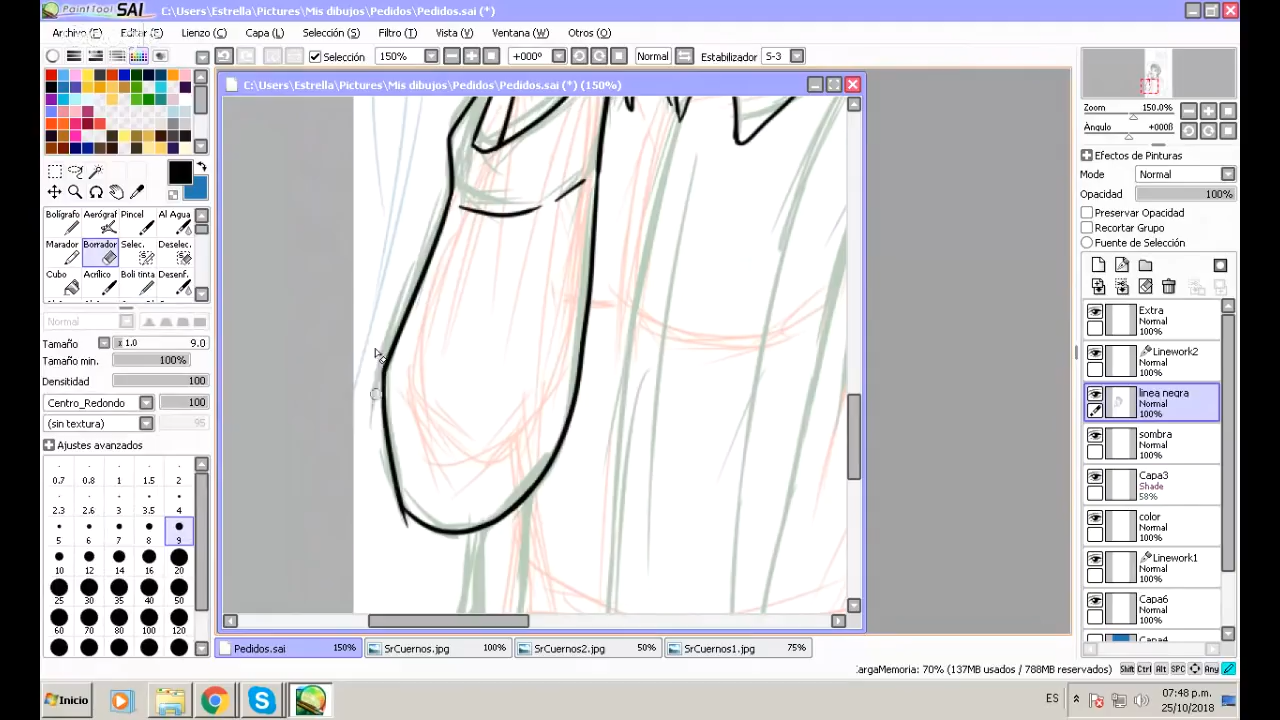 PaintTool SAI C:\Users\Estrella\Pictures\Mis dibujos\Pedidos\Pedidos.sai (*)
Archivo (F) Editar (E) Lienzo (C) Capa (L) Selección (S) Filtro (T) Vista (V) Ventana (W) Otros (O)
Selección 150% +000° Normal Estabilizador S-3
C:\Users\Estrella\Pictures\Mis dibujos\Pedidos\Pedidos.sai (*) (150%)
Bolígrafo Aerógraf Pincel Al Agua
Marador Borrador Selec. Deselec.
Cubo Acrílico Boli tinta Desenf.
Normal
Tamaño x 1.0 9.0
Tamaño min. 100%
Densitidad 100
Centro_Redondo 100
(sin textura) 95
Ajustes avanzados
0.7 0.8 1 1.5 2
2.3 2.6 3 3.5 4
5 6 7 8 9
10 12 14 16 20
25 30 35 40 50
60 70 80 100 120
Zoom 150.0%
Ángulo +000ß
Efectos de Pinturas
Modo Normal
Opacidad 100%
Preservar Opacidad
Recortar Grupo
Fuente de Selección
Extra
Normal
100%
Linework2
Normal
100%
linea negra
Normal
100%
sombra
Normal
100%
Capa3
Shade
58%
color
Normal
100%
Linework1
Normal
100%
Capa6
Normal
100%
Capa4
Pedidos.sai 150% SrCuernos.jpg 100% SrCuernos2.jpg 50% SrCuernos1.jpg 75%
CargaMemoria: 70% (137MB usados / 788MB reservados) Shift Ctrl Alt SPC Any
Inicio ES 07:48 p.m.
25/10/2018